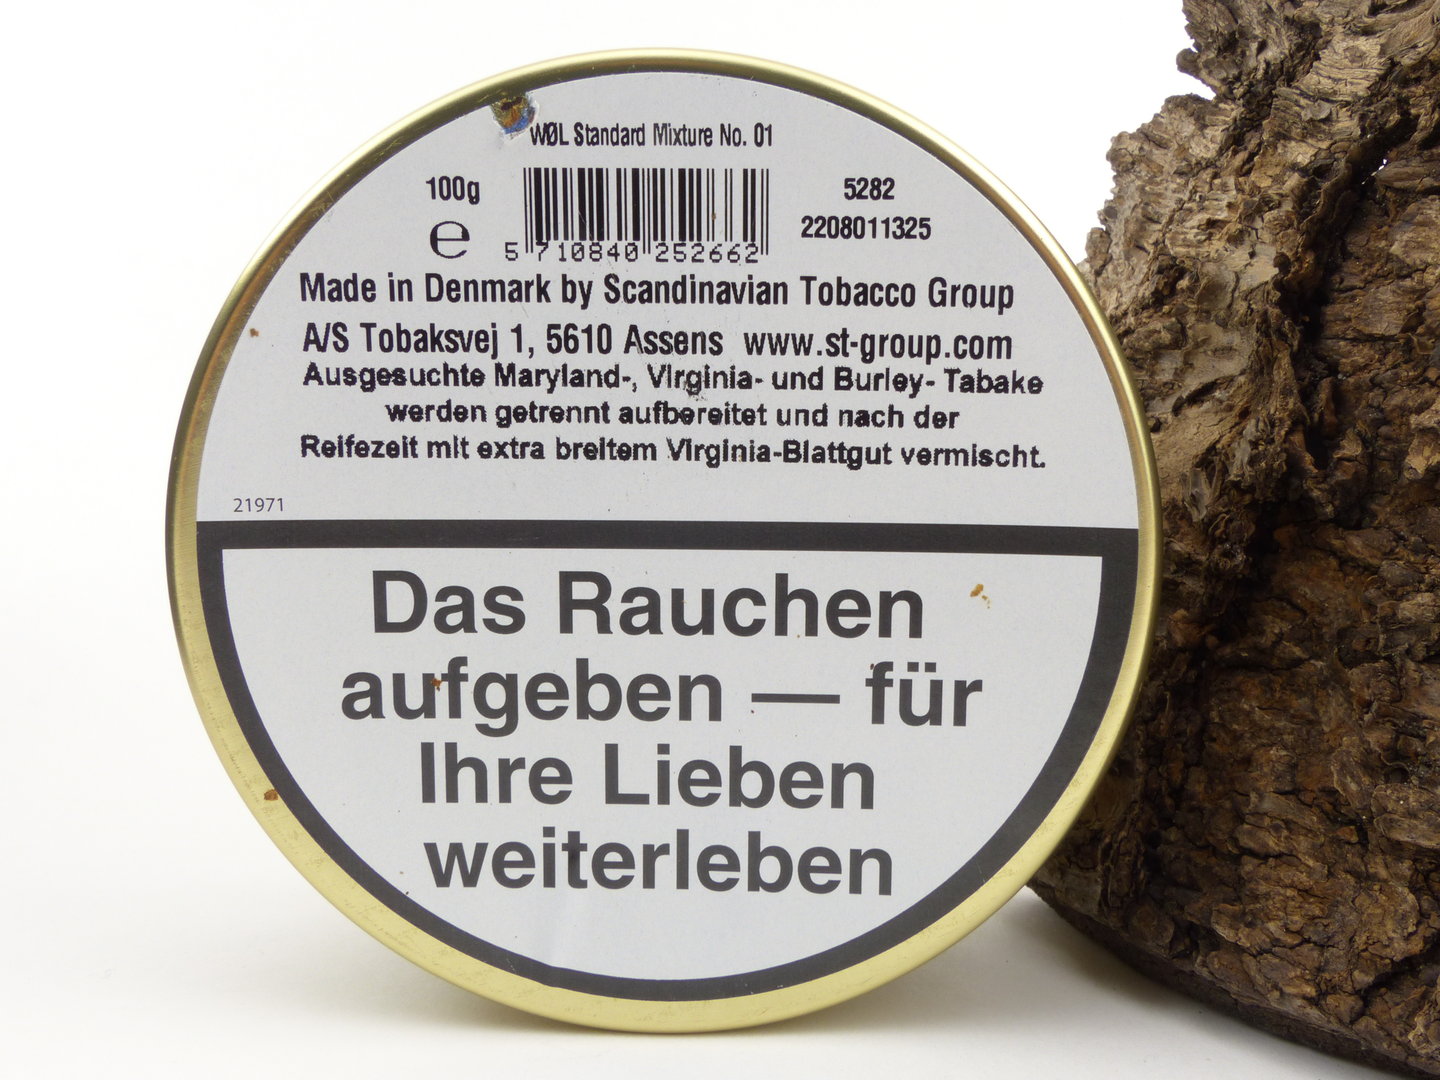 WØL Standard Mixture No. 01
100g
℮
5 710840 252662
5282
2208011325
Made in Denmark by Scandinavian Tobacco Group
A/S Tobaksvej 1, 5610 Assens www.st-group.com
Ausgesuchte Maryland-, Virginia- und Burley- Tabake
werden getrennt aufbereitet und nach der
Reifezeit mit extra breitem Virginia-Blattgut vermischt.
21971
Das Rauchen
aufgeben — für
Ihre Lieben
weiterleben